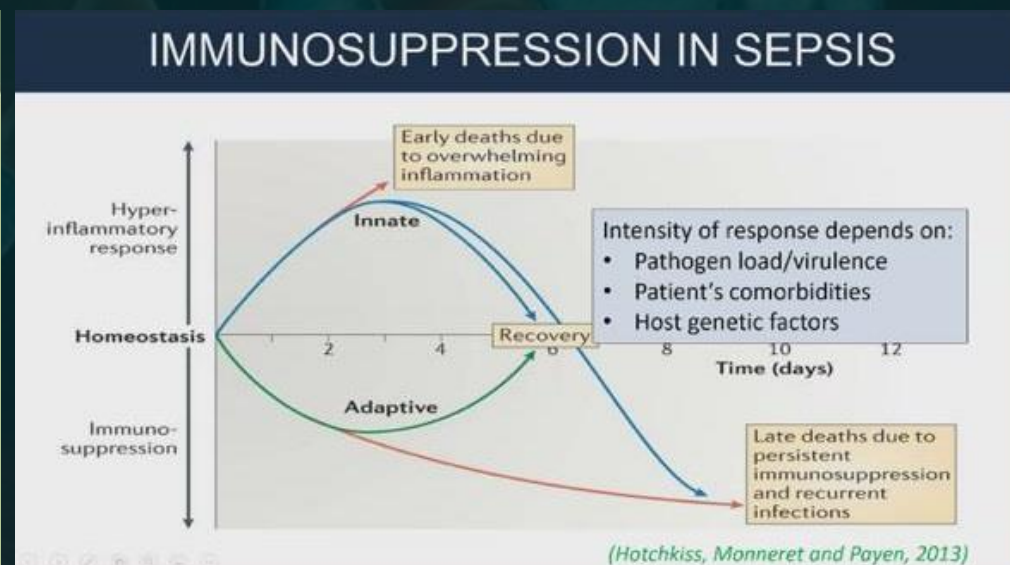 IMMUNOSUPPRESSION IN SEPSIS
Early deaths due
to overwhelming
inflammation
Hyper-
inflammatory
response
Innate
Intensity of response depends on:
• Pathogen load/virulence
• Patient's comorbidities
• Host genetic factors
Homeostasis
Recovery
2 4 6 8 10 12
Time (days)
Adaptive
Immuno-
suppression
Late deaths due to
persistent
immunosuppression
and recurrent
infections
(Hotchkiss, Monneret and Payen, 2013)